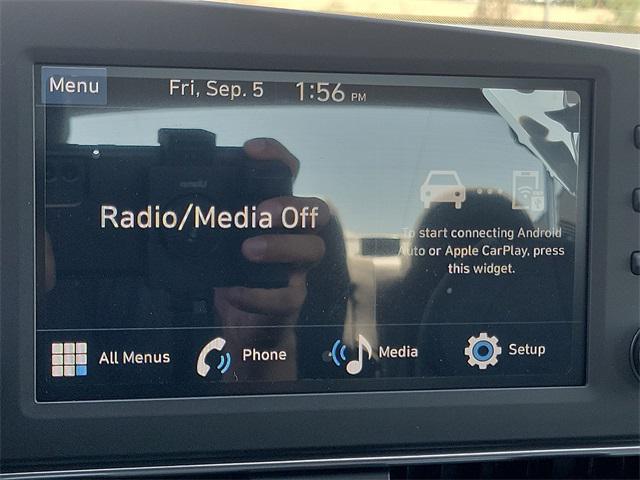 Menu
Fri, Sep. 5
1:56 PM
Radio/Media Off
To start connecting Android
Auto or Apple CarPlay, press
this widget.
All Menus
Phone
Media
Setup